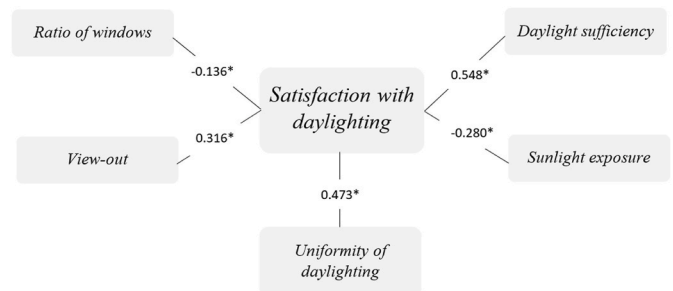 Ratio of windows
Daylight sufficiency
-0.136*
0.548*
Satisfaction with
daylighting
0.316*
-0.280*
View-out
Sunlight exposure
0.473*
Uniformity of
daylighting